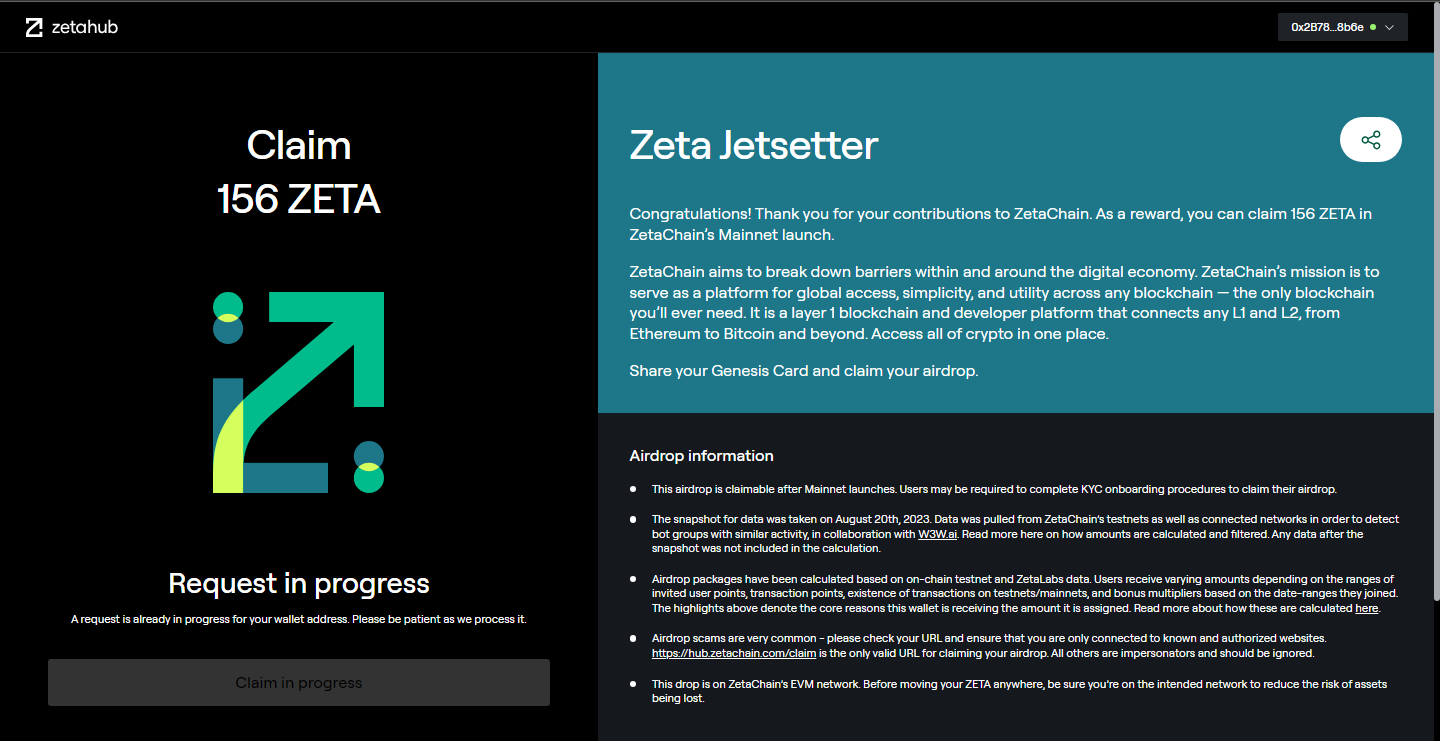 zetahub
0x2B78...8b6e
Claim
156 ZETA
Request in progress
A request is already in progress for your wallet address. Please be patient as we process it.
Claim in progress
Zeta Jetsetter
Congratulations! Thank you for your contributions to ZetaChain. As a reward, you can claim 156 ZETA in
ZetaChain’s Mainnet launch.
ZetaChain aims to break down barriers within and around the digital economy. ZetaChain’s mission is to
serve as a platform for global access, simplicity, and utility across any blockchain — the only blockchain
you’ll ever need. It is a layer 1 blockchain and developer platform that connects any L1 and L2, from
Ethereum to Bitcoin and beyond. Access all of crypto in one place.
Share your Genesis Card and claim your airdrop.
Airdrop information
This airdrop is claimable after Mainnet launches. Users may be required to complete KYC onboarding procedures to claim their airdrop.
The snapshot for data was taken on August 20th, 2023. Data was pulled from ZetaChain’s testnets as well as connected networks in order to detect
bot groups with similar activity, in collaboration with W3W.ai. Read more here on how amounts are calculated and filtered. Any data after the
snapshot was not included in the calculation.
Airdrop packages have been calculated based on on-chain testnet and ZetaLabs data. Users receive varying amounts depending on the ranges of
invited user points, transaction points, existence of transactions on testnets/mainnets, and bonus multipliers based on the date-ranges they joined.
The highlights above denote the core reasons this wallet is receiving the amount it is assigned. Read more about how these are calculated here.
Airdrop scams are very common - please check your URL and ensure that you are only connected to known and authorized websites.
https://hub.zetachain.com/claim is the only valid URL for claiming your airdrop. All others are impersonators and should be ignored.
This drop is on ZetaChain’s EVM network. Before moving your ZETA anywhere, be sure you’re on the intended network to reduce the risk of assets
being lost.